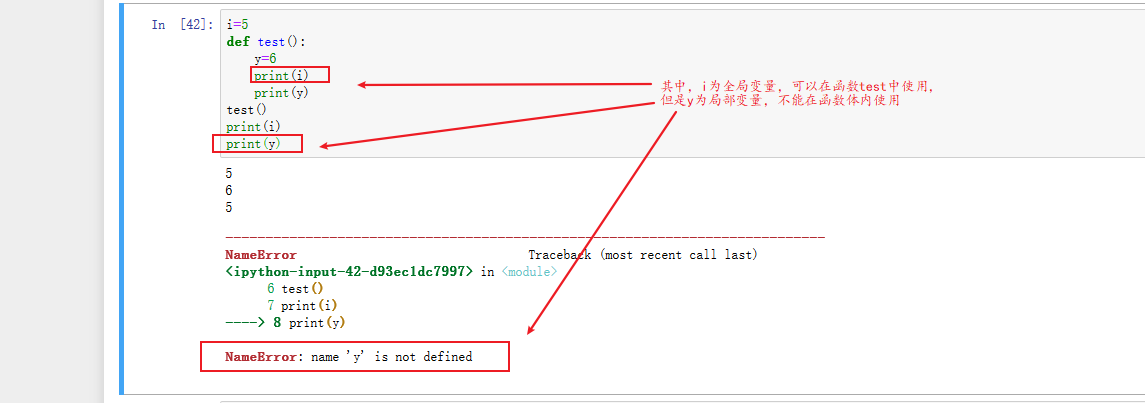 In [42]: i=5
def test():
y=6
print(i)
print(y)
test()
print(i)
print(y)
其中，i为全局变量，可以在函数test中使用，
但是y为局部变量，不能在函数体内使用
5
6
5
---------------------------------------------------------------------------
NameError Traceback (most recent call last)
<ipython-input-42-d93ec1dc7997> in <module>
6 test()
7 print(i)
----> 8 print(y)
NameError: name 'y' is not defined